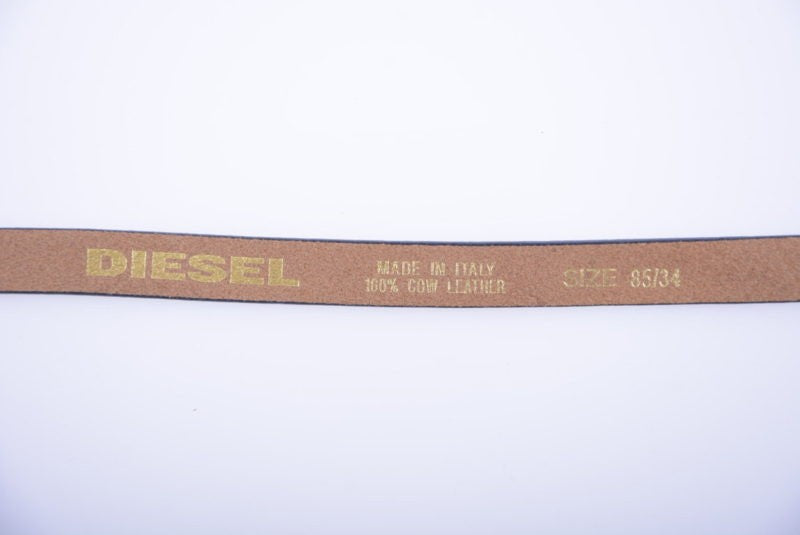 DIESEL
MADE IN ITALY
100% COW LEATHER
SIZE 85/34